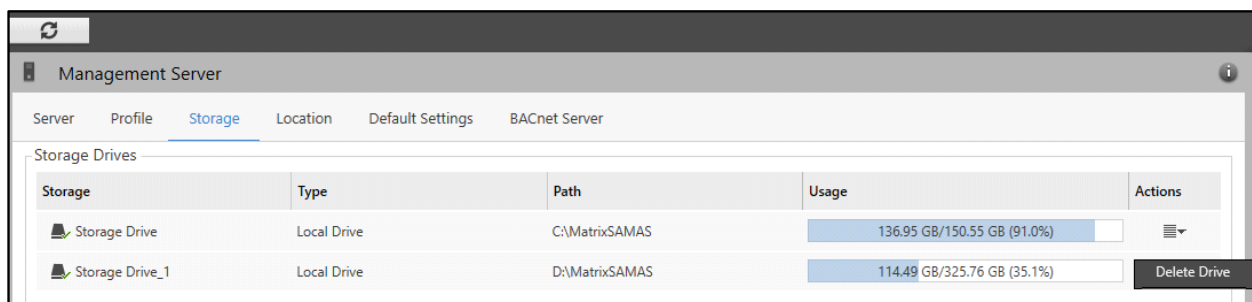 Management Server
Server Profile Storage Location Default Settings BACnet Server
Storage Drives
Storage Type Path Usage Actions
Storage Drive Local Drive C:\MatrixSAMAS 136.95 GB/150.55 GB (91.0%)
Storage Drive_1 Local Drive D:\MatrixSAMAS 114.49 GB/325.76 GB (35.1%) Delete Drive